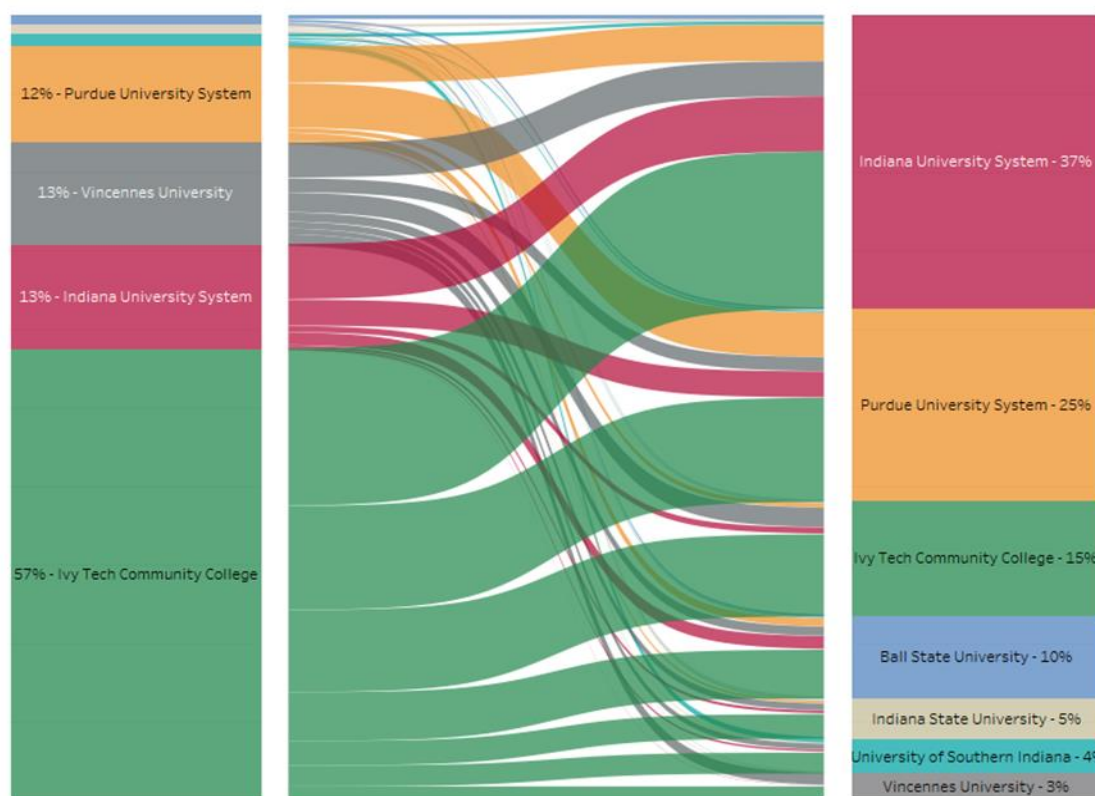 12% - Purdue University System
13% - Vincennes University
13% - Indiana University System
57% - Ivy Tech Community College
Indiana University System - 37%
Purdue University System - 25%
Ivy Tech Community College - 15%
Ball State University - 10%
Indiana State University - 5%
University of Southern Indiana - 4%
Vincennes University - 3%